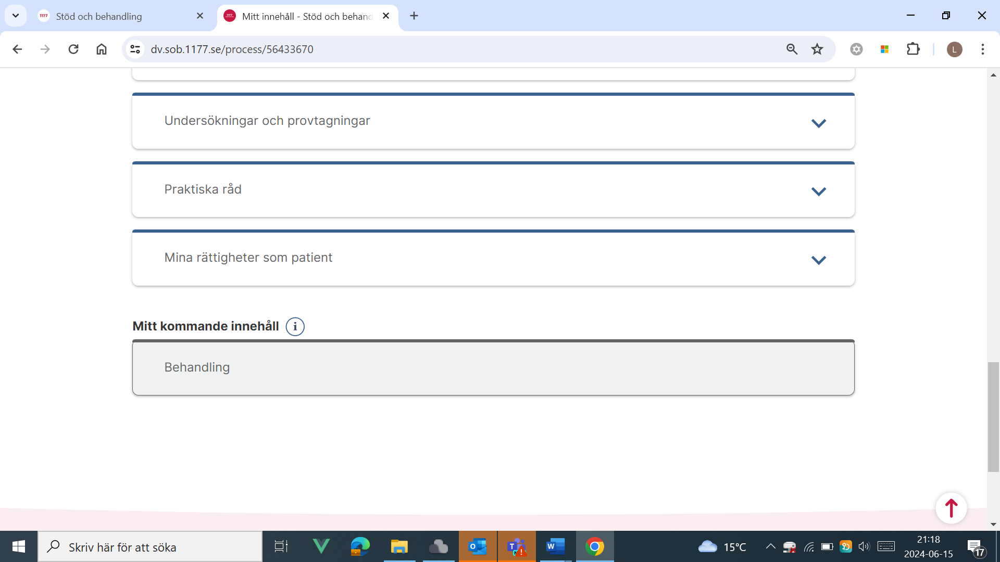 1177 Stöd och behandling
1177 Mitt innehåll - Stöd och behand
dv.sob.1177.se/process/56433670
L
Undersökningar och provtagningar
Praktiska råd
Mina rättigheter som patient
Mitt kommande innehåll i
Behandling
Skriv här för att söka
15°C
21:18
2024-06-15
17